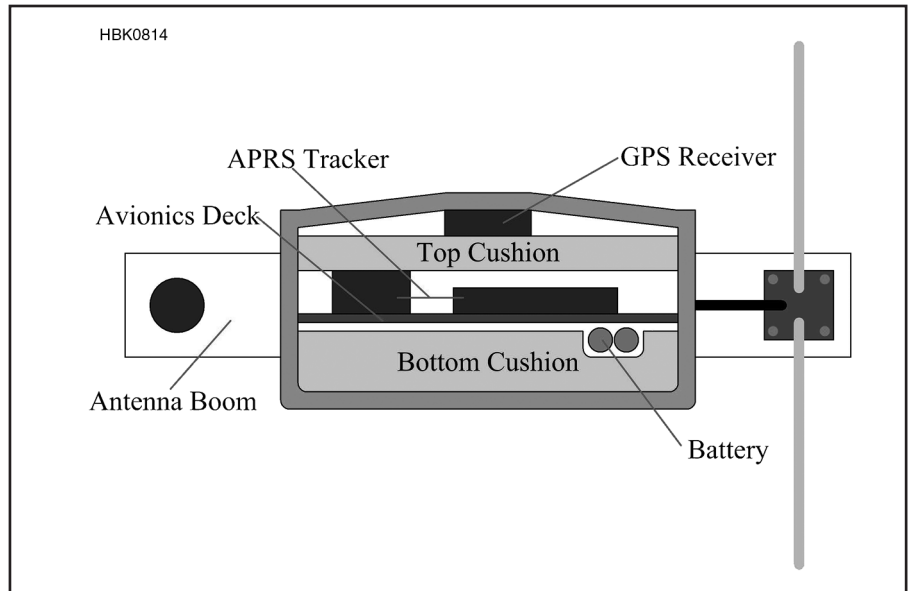 HBK0814
APRS Tracker
GPS Receiver
Avionics Deck
Top Cushion
Bottom Cushion
Antenna Boom
Battery